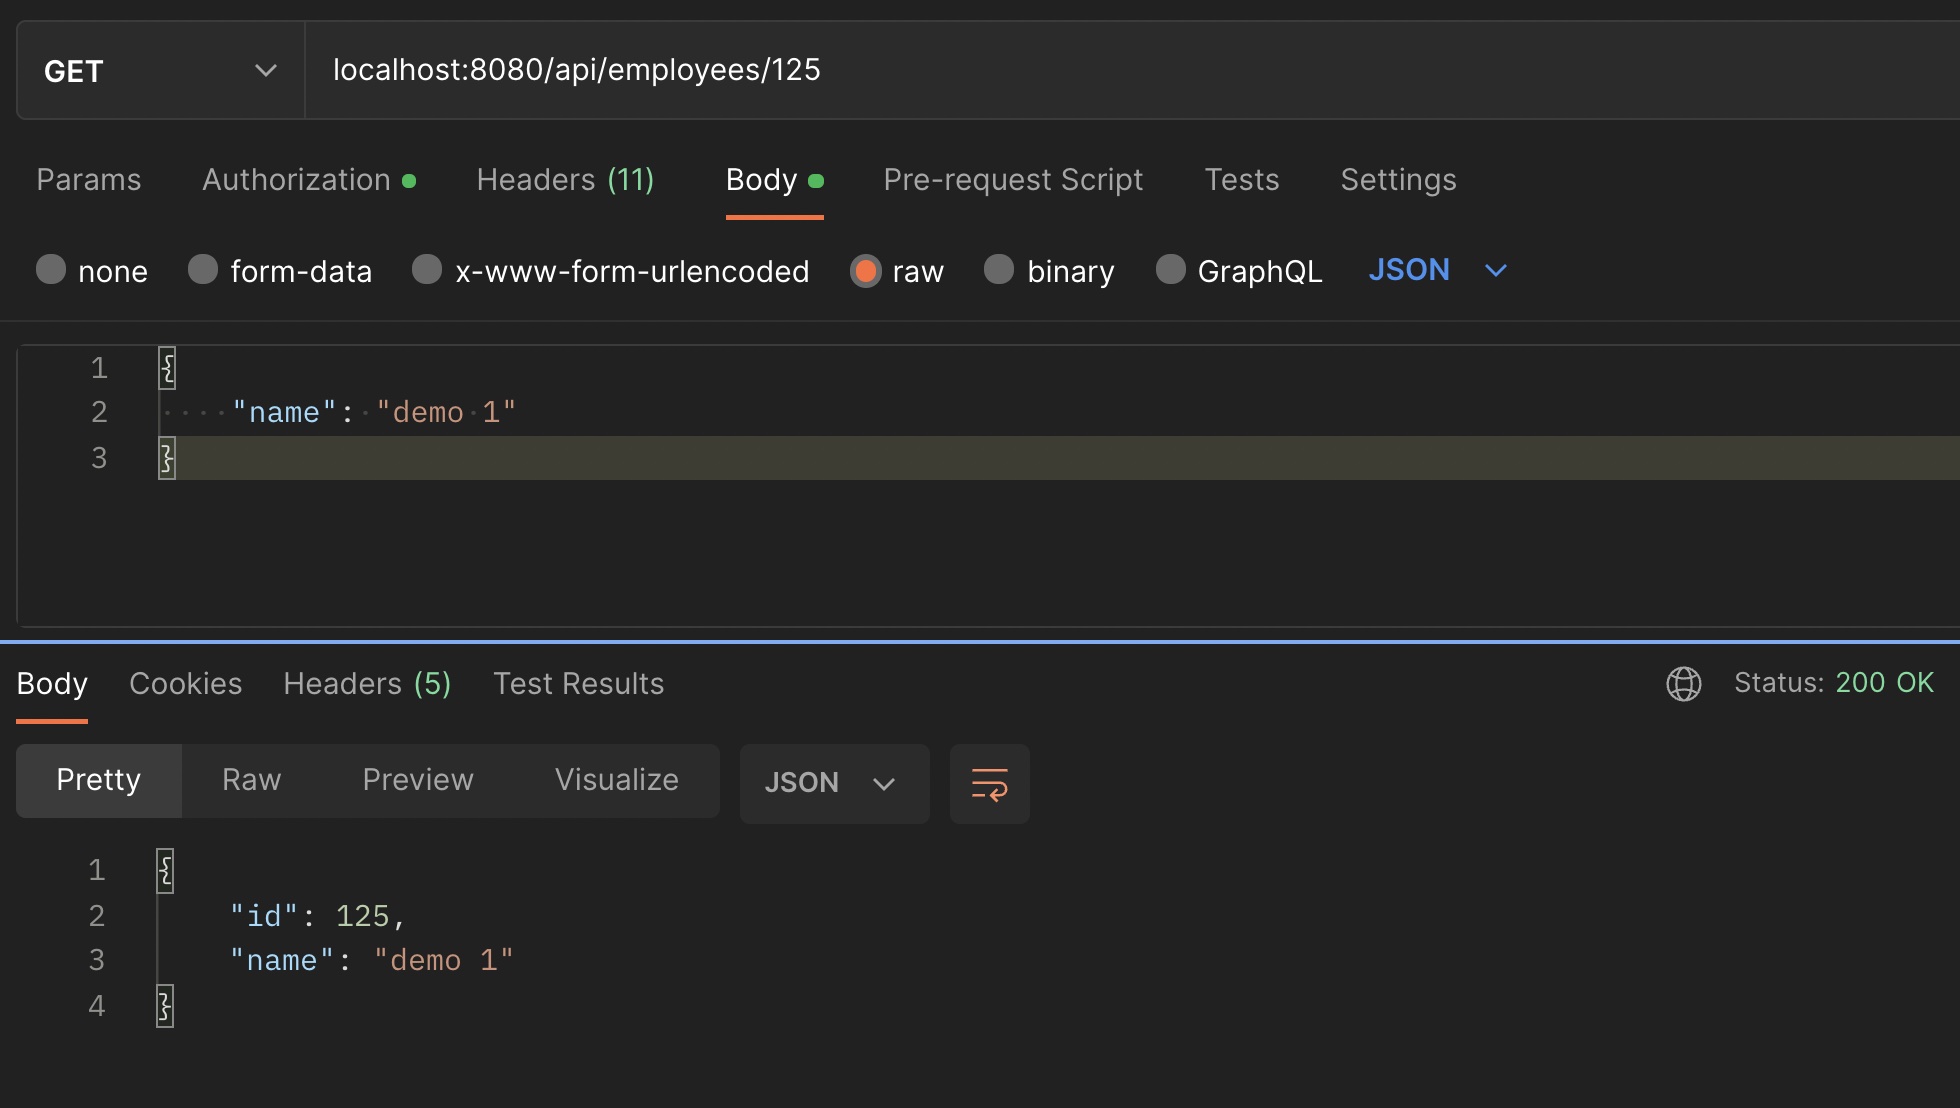 GET localhost:8080/api/employees/125
Params Authorization Headers (11) Body Pre-request Script Tests Settings
none form-data x-www-form-urlencoded raw binary GraphQL JSON
1 {
2 "name": "demo 1"
3 }
Body Cookies Headers (5) Test Results Status: 200 OK
Pretty Raw Preview Visualize JSON
1 {
2 "id": 125,
3 "name": "demo 1"
4 }